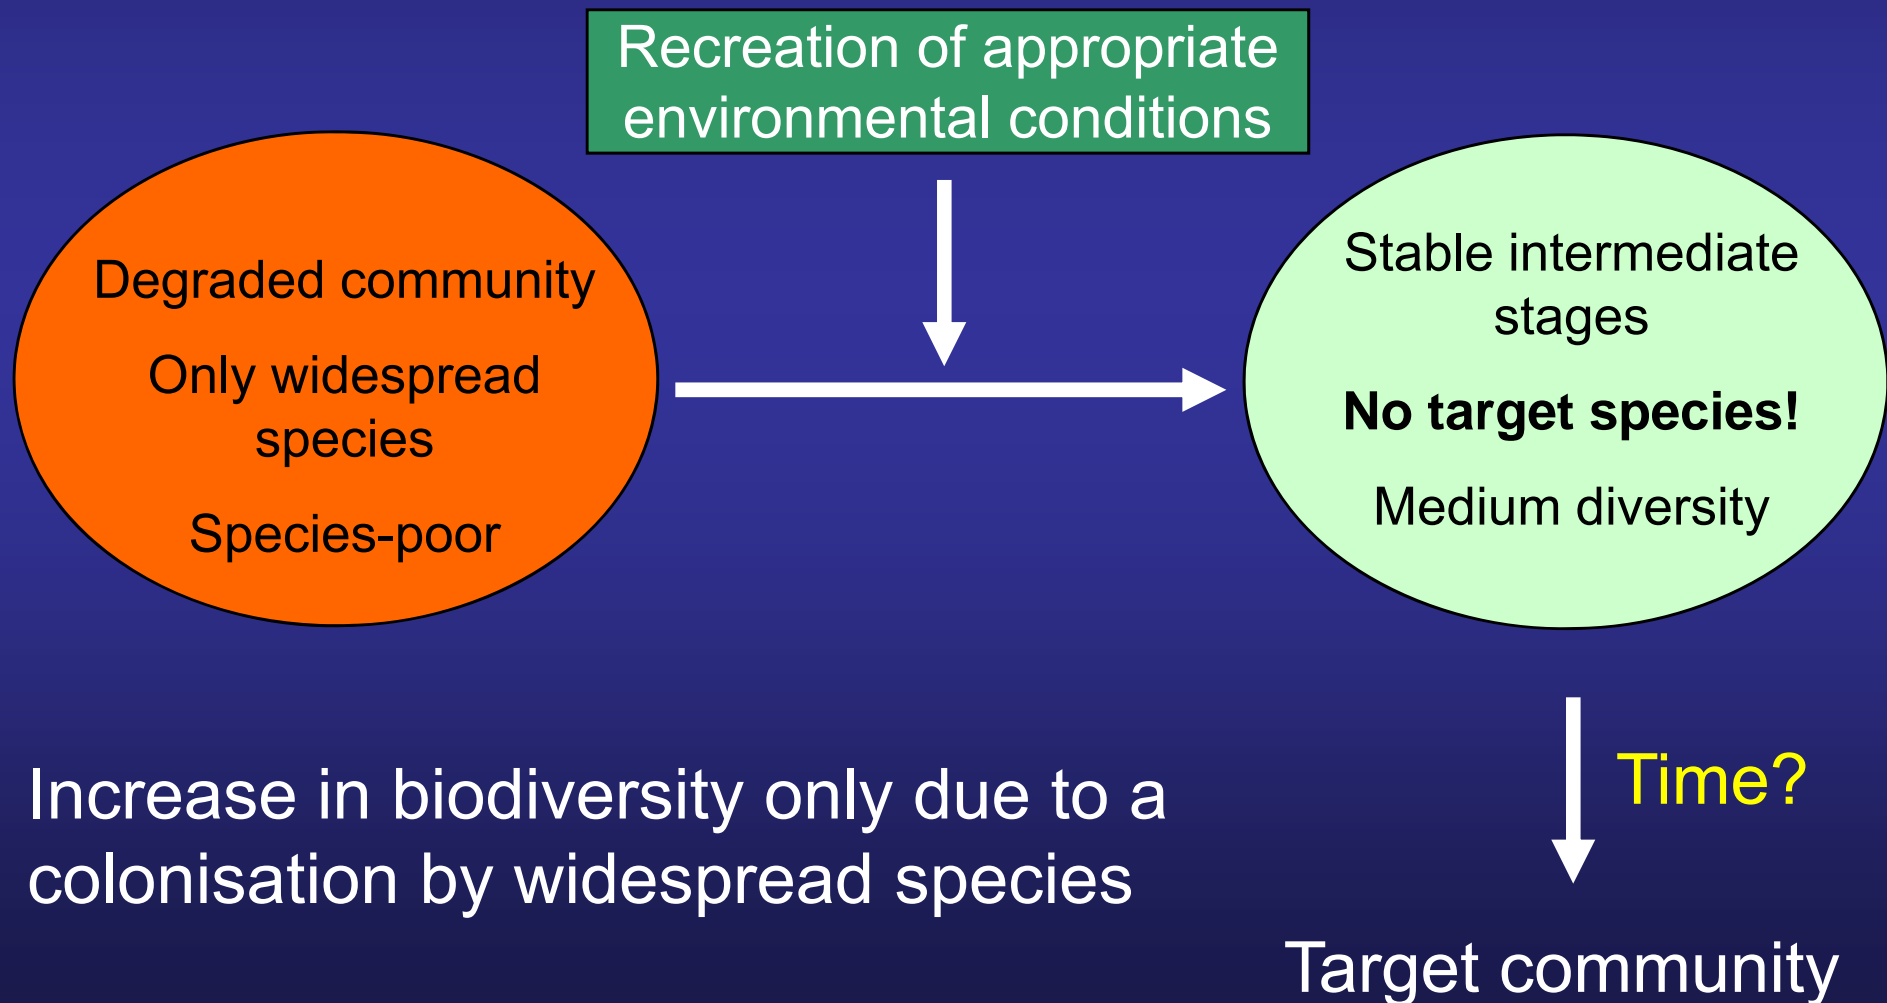 Recreation of appropriate
environmental conditions
Degraded community
Only widespread
species
Species-poor
Stable intermediate
stages
No target species!
Medium diversity
Time?
Increase in biodiversity only due to a
colonisation by widespread species
Target community